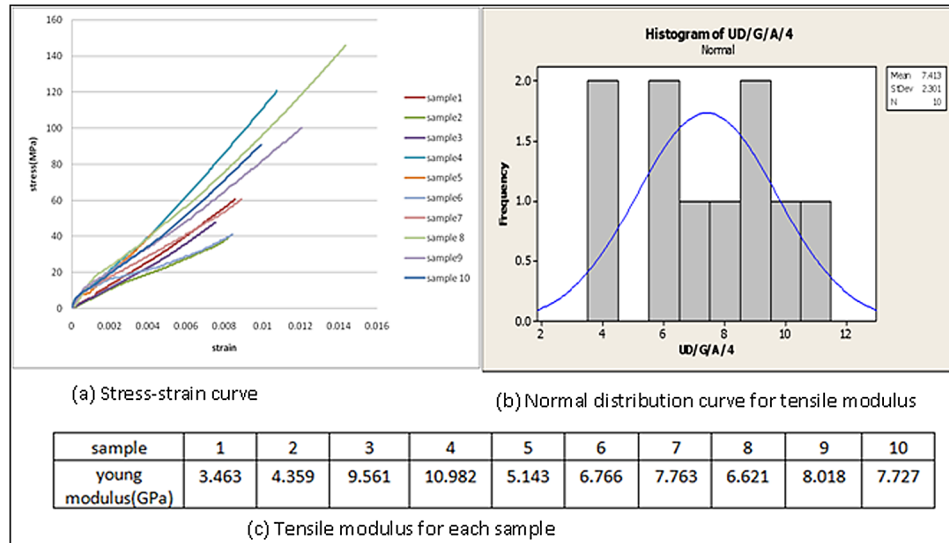 160
140
120
100
80
60
40
20
0
stress(MPa)
0 0.002 0.004 0.006 0.008 0.01 0.012 0.014 0.016
strain
sample1
sample2
sample3
sample4
sample5
sample6
sample7
sample 8
sample9
sample 10
(a) Stress-strain curve
Histogram of UD/G/A/4
Normal
Mean 7.413
StDev 2.301
N 10
2.0
1.5
1.0
0.5
0.0
Frequency
2 4 6 8 10 12
UD/G/A/4
(b) Normal distribution curve for tensile modulus
sample 1 2 3 4 5 6 7 8 9 10
young modulus(GPa) 3.463 4.359 9.561 10.982 5.143 6.766 7.763 6.621 8.018 7.727
(c) Tensile modulus for each sample